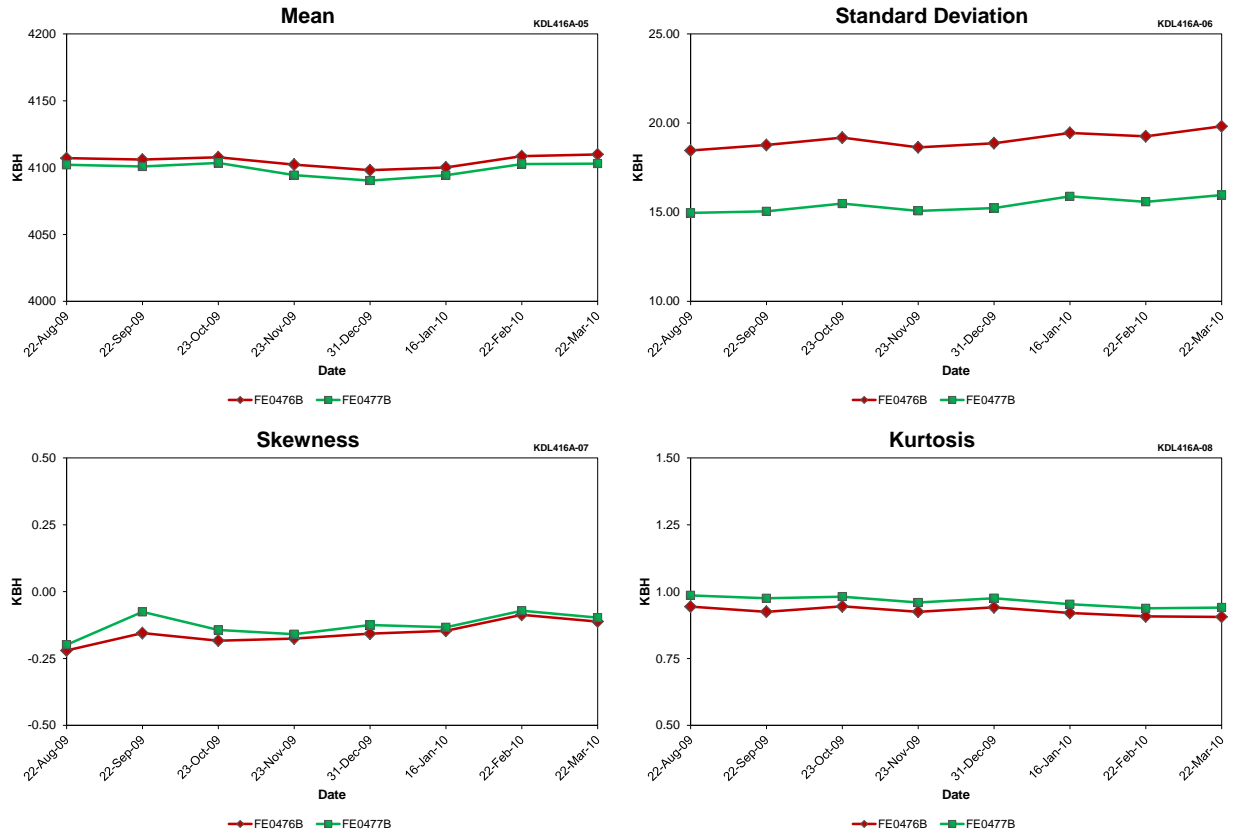 Mean
KDL416A-05
4200
4150
4100
4050
4000
KBH
22-Aug-09
22-Sep-09
23-Oct-09
23-Nov-09
31-Dec-09
16-Jan-10
22-Feb-10
22-Mar-10
Date
FE0476B FE0477B
Standard Deviation
KDL416A-06
25.00
20.00
15.00
10.00
KBH
22-Aug-09
22-Sep-09
23-Oct-09
23-Nov-09
31-Dec-09
16-Jan-10
22-Feb-10
22-Mar-10
Date
FE0476B FE0477B
Skewness
KDL416A-07
0.50
0.25
0.00
-0.25
-0.50
KBH
22-Aug-09
22-Sep-09
23-Oct-09
23-Nov-09
31-Dec-09
16-Jan-10
22-Feb-10
22-Mar-10
Date
FE0476B FE0477B
Kurtosis
KDL416A-08
1.50
1.25
1.00
0.75
0.50
KBH
22-Aug-09
22-Sep-09
23-Oct-09
23-Nov-09
31-Dec-09
16-Jan-10
22-Feb-10
22-Mar-10
Date
FE0476B FE0477B